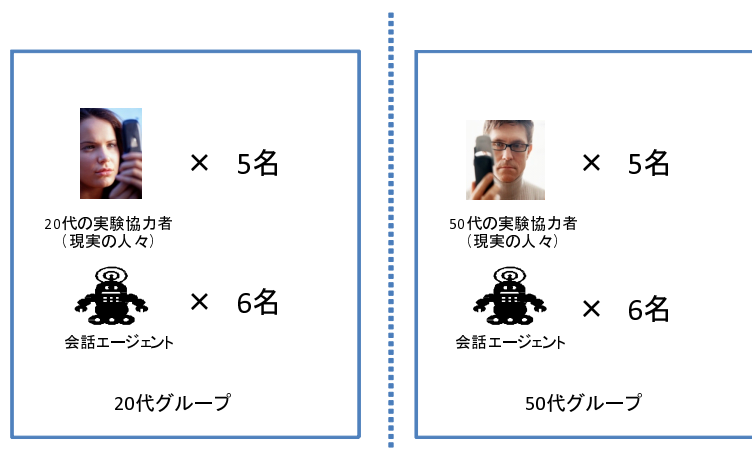 × 5名
20代の実験協力者
（現実の人々）
× 6名
会話エージェント
20代グループ
× 5名
50代の実験協力者
（現実の人々）
× 6名
会話エージェント
50代グループ